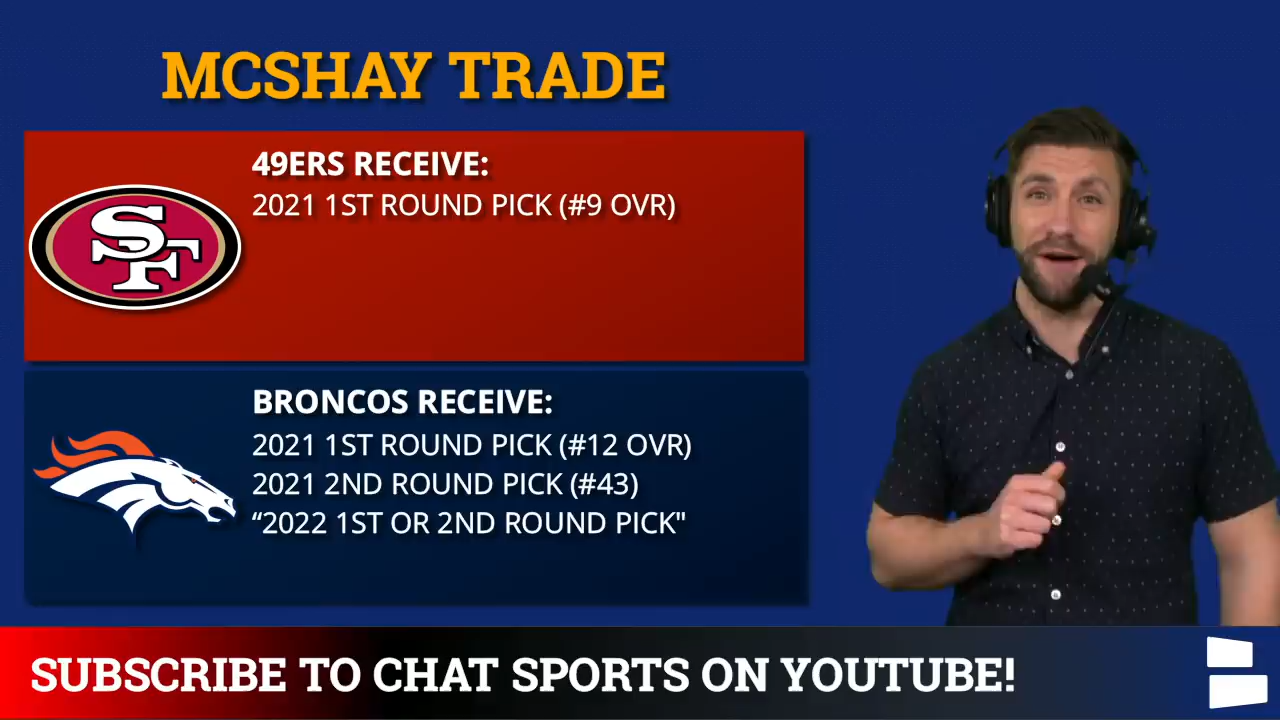 MCSHAY TRADE
49ERS RECEIVE:
2021 1ST ROUND PICK (#9 OVR)
SF
BRONCOS RECEIVE:
2021 1ST ROUND PICK (#12 OVR)
2021 2ND ROUND PICK (#43)
“2022 1ST OR 2ND ROUND PICK"
SUBSCRIBE TO CHAT SPORTS ON YOUTUBE!